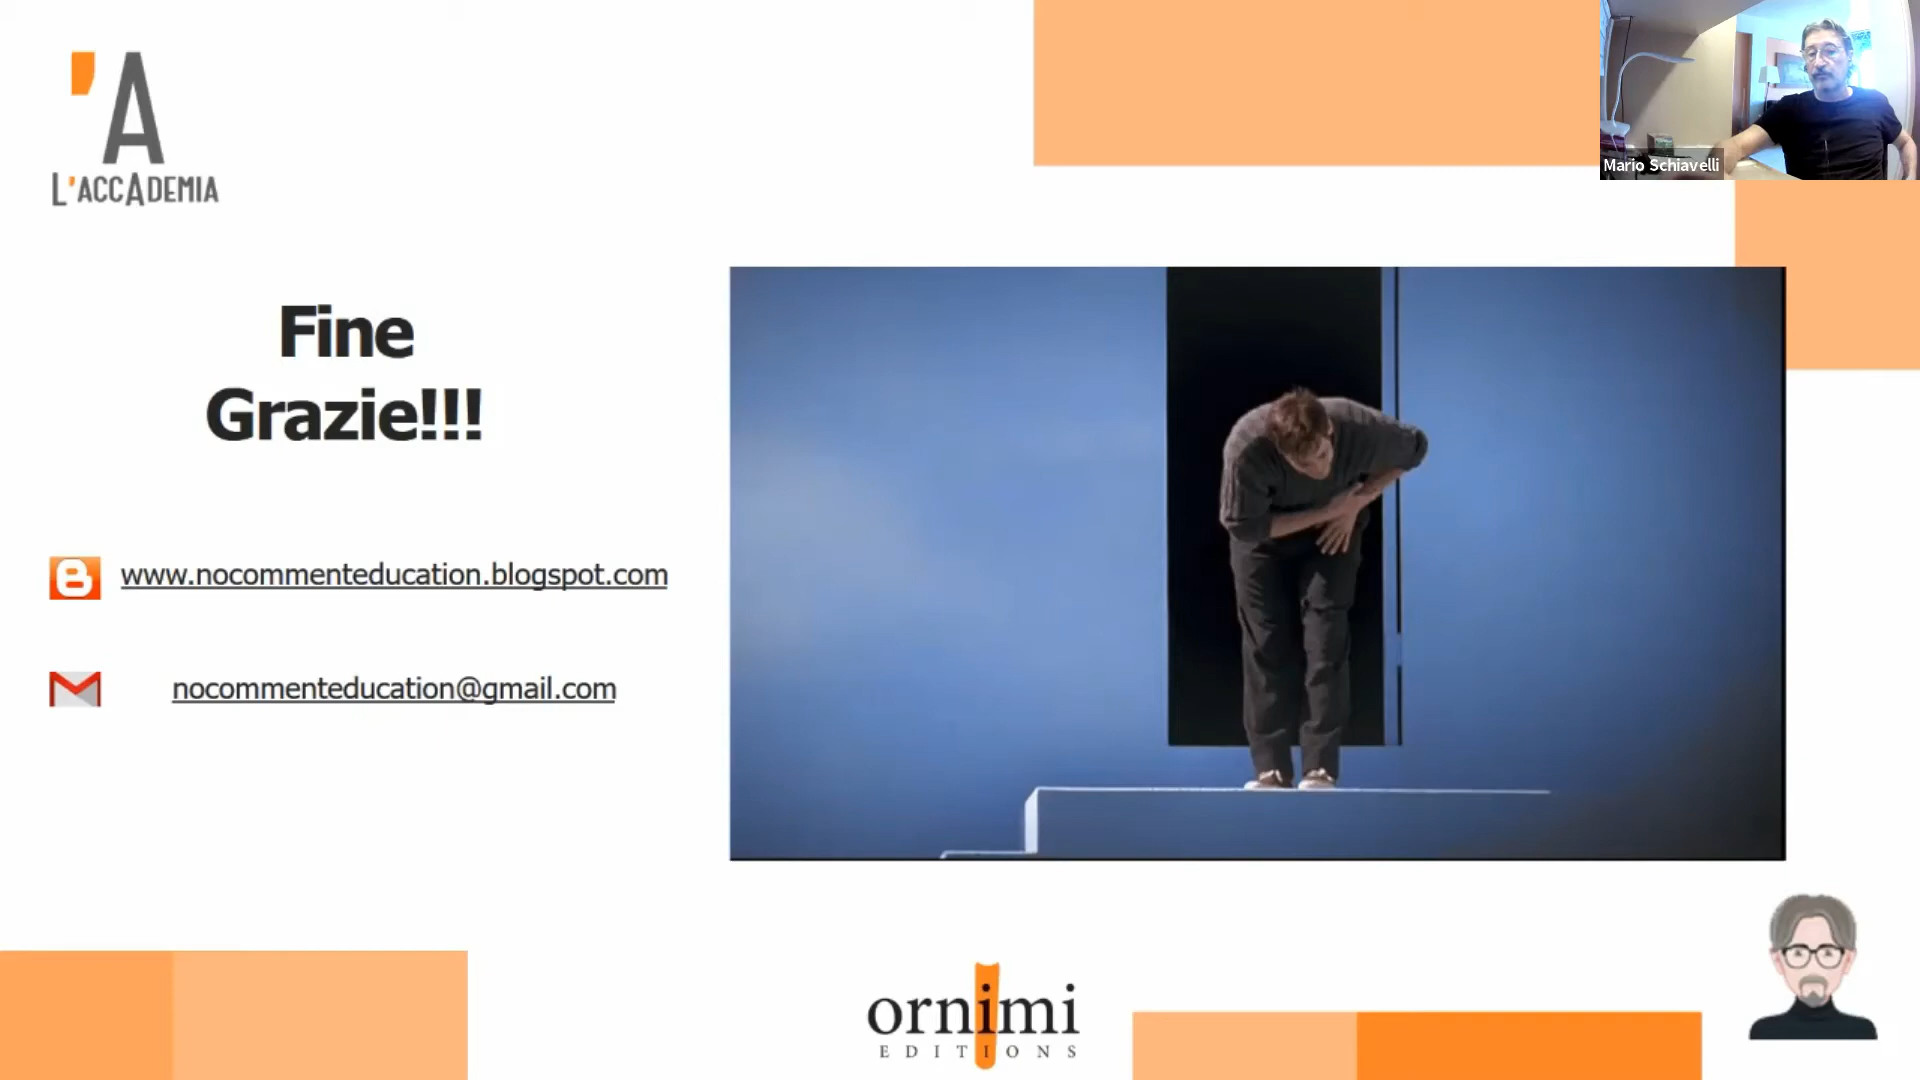 'A
L'ACCADEMIA
Mario Schiavelli
Fine
Grazie!!!
www.nocommenteducation.blogspot.com
nocommenteducation@gmail.com
ornimi
EDITIONS